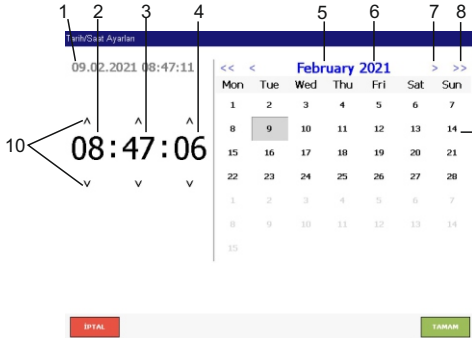 1 2 3 4 5 6 7 8
Tarih/Saat Ayarları
09.02.2021 08:47:11
<< < February 2021 > >>
Mon Tue Wed Thu Fri Sat Sun
1 2 3 4 5 6 7
8 9 10 11 12 13 14
15 16 17 18 19 20 21
22 23 24 25 26 27 28
1 2 3 4 5 6 7
8 9 10 11 12 13 14
15
10
08:47:06
İPTAL
TAMAM